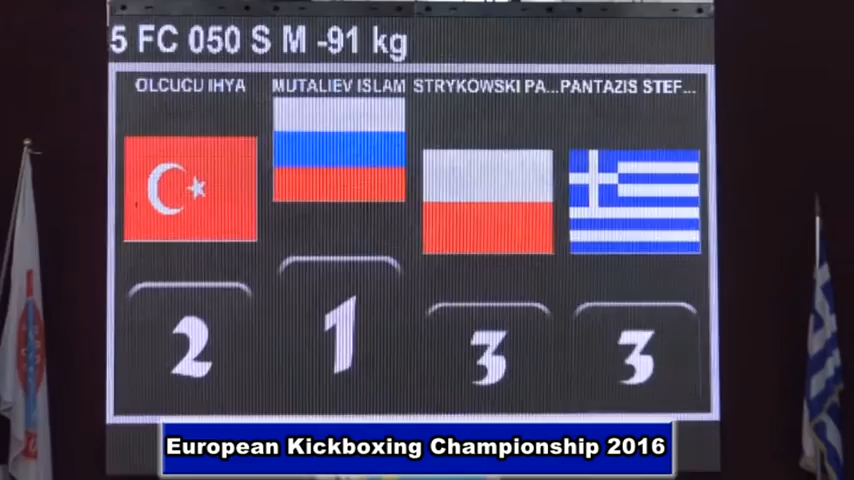 5 FC 050 S M -91 kg
OLCUCU IHYA MUTALIEV ISLAM STRYKOWSKI PA... PANTAZIS STEF...
2 1 3 3
European Kickboxing Championship 2016